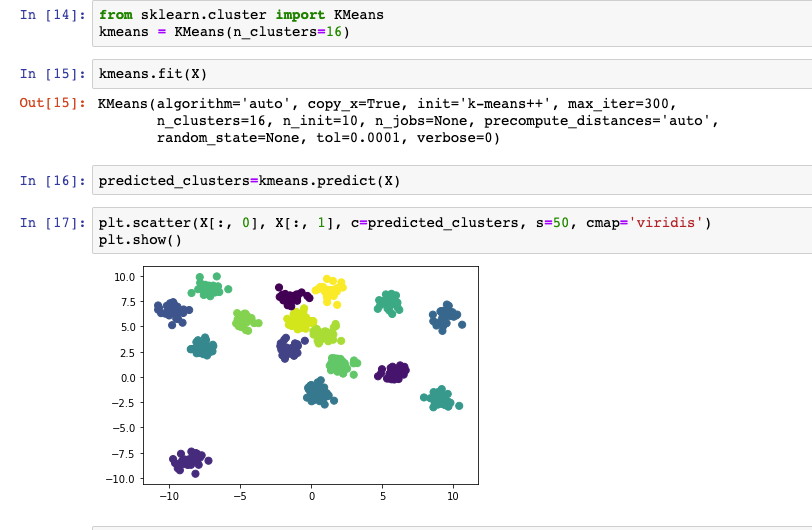 In [14]: from sklearn.cluster import KMeans
kmeans = KMeans(n_clusters=16)
In [15]: kmeans.fit(X)
Out[15]: KMeans(algorithm='auto', copy_x=True, init='k-means++', max_iter=300,
n_clusters=16, n_init=10, n_jobs=None, precompute_distances='auto',
random_state=None, tol=0.0001, verbose=0)
In [16]: predicted_clusters=kmeans.predict(X)
In [17]: plt.scatter(X[:, 0], X[:, 1], c=predicted_clusters, s=50, cmap='viridis')
plt.show()
10.0
7.5
5.0
2.5
0.0
−2.5
−5.0
−7.5
−10.0
−10 −5 0 5 10